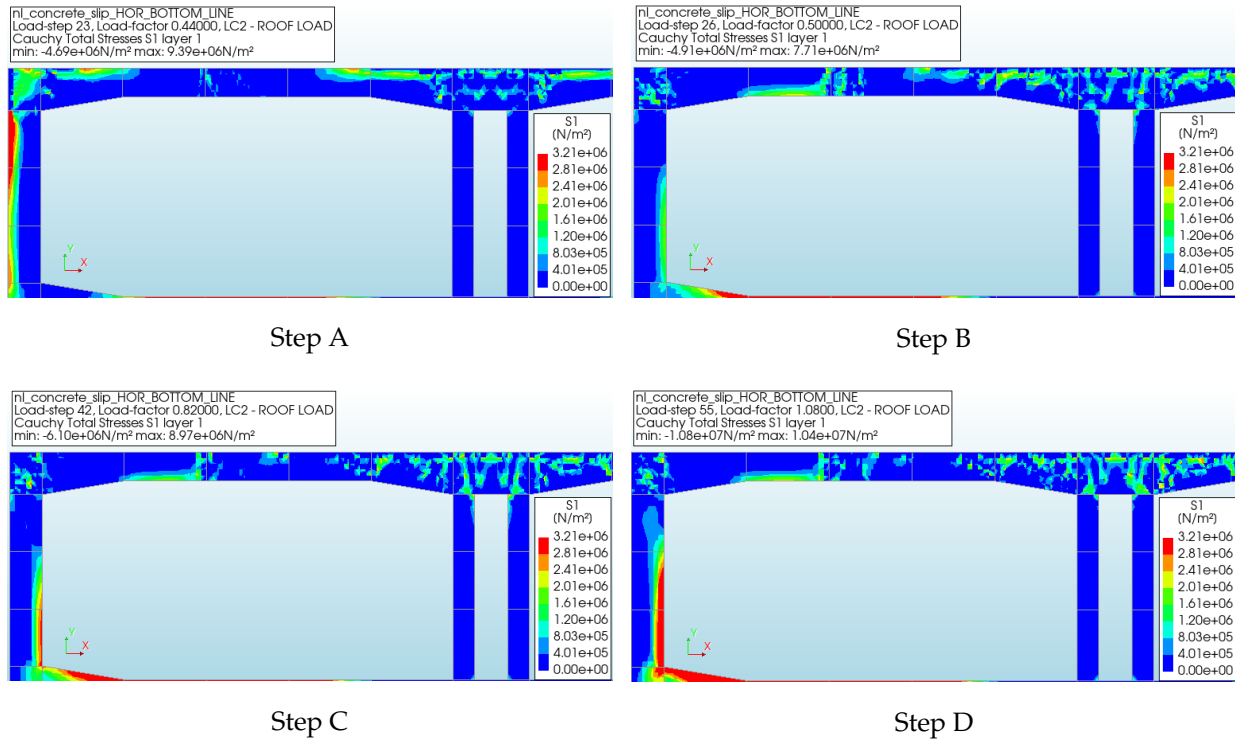 nl_concrete_slip_HOR_BOTTOM_LINE
Load-step 23, Load-factor 0.44000, LC2 - ROOF LOAD
Cauchy Total Stresses S1 layer 1
min: -4.69e+06N/m² max: 9.39e+06N/m²
S1
(N/m²)
3.21e+06
2.81e+06
2.41e+06
2.01e+06
1.61e+06
1.20e+06
8.03e+05
4.01e+05
0.00e+00
Y
X
Step A
nl_concrete_slip_HOR_BOTTOM_LINE
Load-step 26, Load-factor 0.50000, LC2 - ROOF LOAD
Cauchy Total Stresses S1 layer 1
min: -4.91e+06N/m² max: 7.71e+06N/m²
S1
(N/m²)
3.21e+06
2.81e+06
2.41e+06
2.01e+06
1.61e+06
1.20e+06
8.03e+05
4.01e+05
0.00e+00
Y
X
Step B
nl_concrete_slip_HOR_BOTTOM_LINE
Load-step 42, Load-factor 0.82000, LC2 - ROOF LOAD
Cauchy Total Stresses S1 layer 1
min: -6.10e+06N/m² max: 8.97e+06N/m²
S1
(N/m²)
3.21e+06
2.81e+06
2.41e+06
2.01e+06
1.61e+06
1.20e+06
8.03e+05
4.01e+05
0.00e+00
Y
X
Step C
nl_concrete_slip_HOR_BOTTOM_LINE
Load-step 55, Load-factor 1.0800, LC2 - ROOF LOAD
Cauchy Total Stresses S1 layer 1
min: -1.08e+07N/m² max: 1.04e+07N/m²
S1
(N/m²)
3.21e+06
2.81e+06
2.41e+06
2.01e+06
1.61e+06
1.20e+06
8.03e+05
4.01e+05
0.00e+00
Y
X
Step D